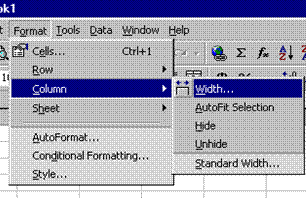 ok1
Format Tools Data Window Help
Cells... Ctrl+1
Row
Column
Sheet
AutoFormat...
Conditional Formatting...
Style...
Width...
AutoFit Selection
Hide
Unhide
Standard Width...